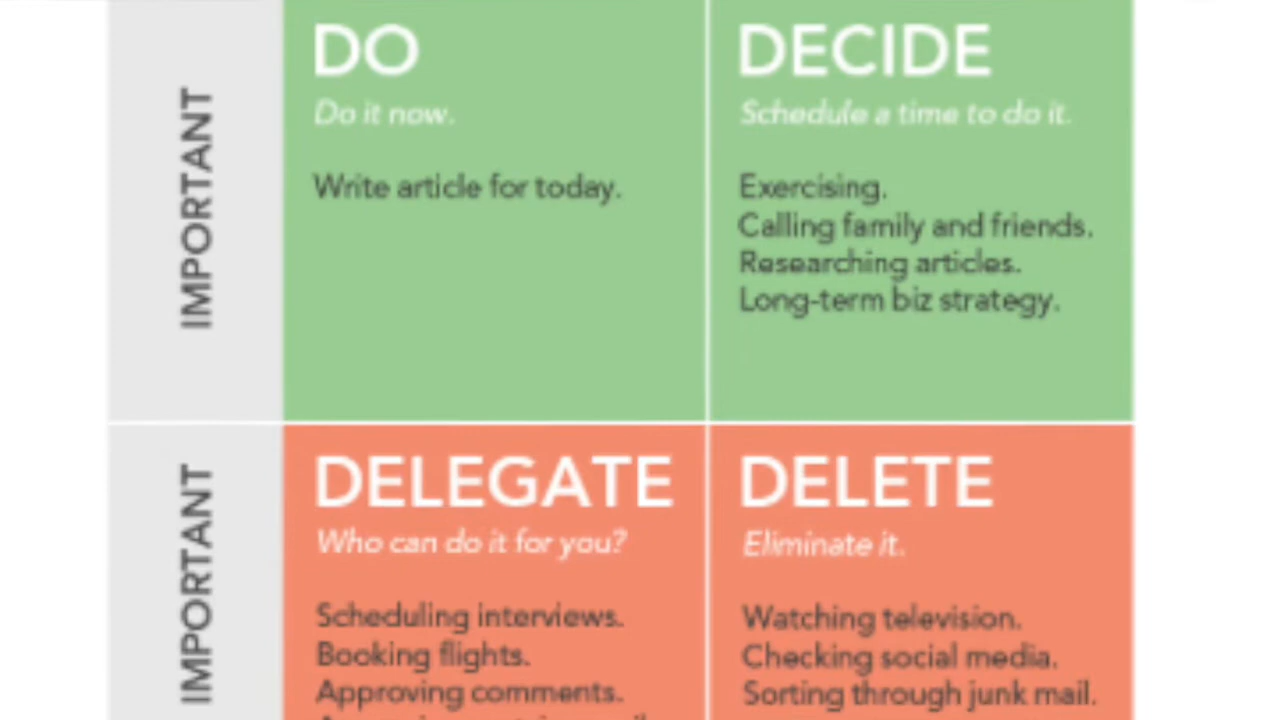 IMPORTANT
DO
Do it now.
Write article for today.
DECIDE
Schedule a time to do it.
Exercising.
Calling family and friends.
Researching articles.
Long-term biz strategy.
IMPORTANT
DELEGATE
Who can do it for you?
Scheduling interviews.
Booking flights.
Approving comments.
DELETE
Eliminate it.
Watching television.
Checking social media.
Sorting through junk mail.